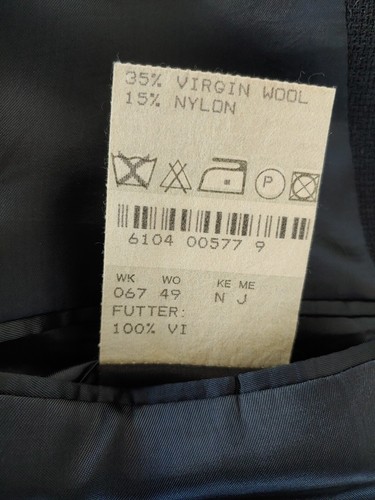 35% VIRGIN WOOL
15% NYLON
P
6104 00577 9
WK WO KE ME
067 49 N J
FUTTER:
100% VI